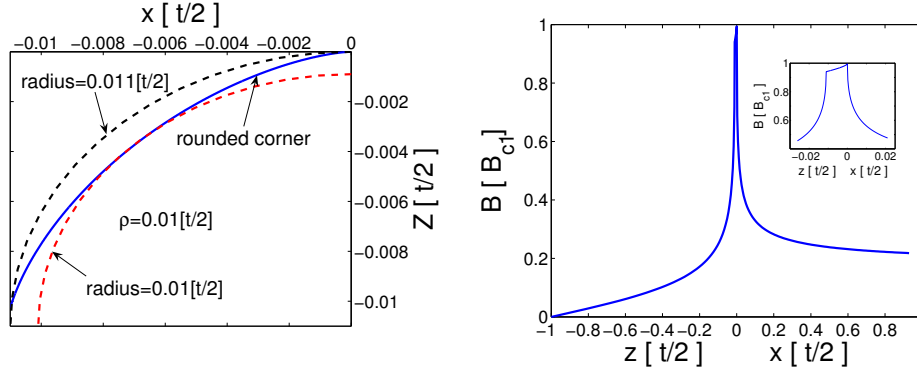 x [ t/2]
−0.01 −0.008 −0.006 −0.004 −0.002 0
radius=0.011[t/2]
rounded corner
ρ=0.01[t/2]
radius=0.01[t/2]
−0.002
−0.004
−0.006
−0.008
−0.01
Z [ t/2]
B [ B_{c1}]
1
0.8
0.6
0.4
0.2
0
−1 −0.8 −0.6 −0.4 −0.2 0 0.2 0.4 0.6 0.8
z [ t/2] x [ t/2]
B [ B_{c1}]
1
0.8
0.6
−0.02 0 0.02
z [ t/2] x [ t/2]